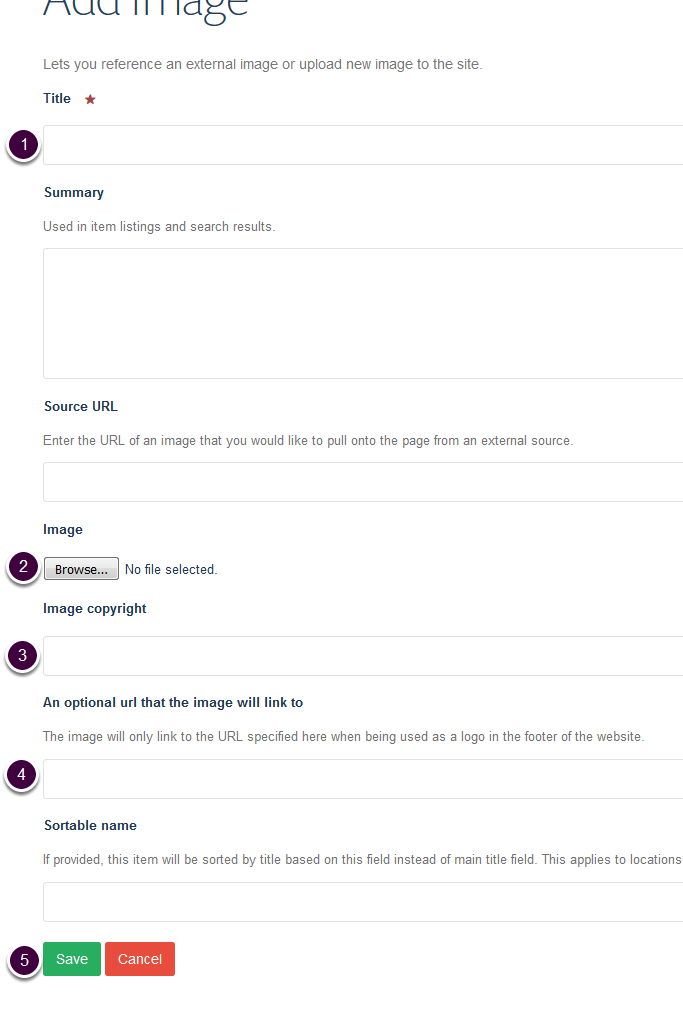 Add Image
Lets you reference an external image or upload new image to the site.
Title ★
1
Summary
Used in item listings and search results.
Source URL
Enter the URL of an image that you would like to pull onto the page from an external source.
Image
2 Browse... No file selected.
Image copyright
3
An optional url that the image will link to
The image will only link to the URL specified here when being used as a logo in the footer of the website.
4
Sortable name
If provided, this item will be sorted by title based on this field instead of main title field. This applies to locations
5 Save Cancel